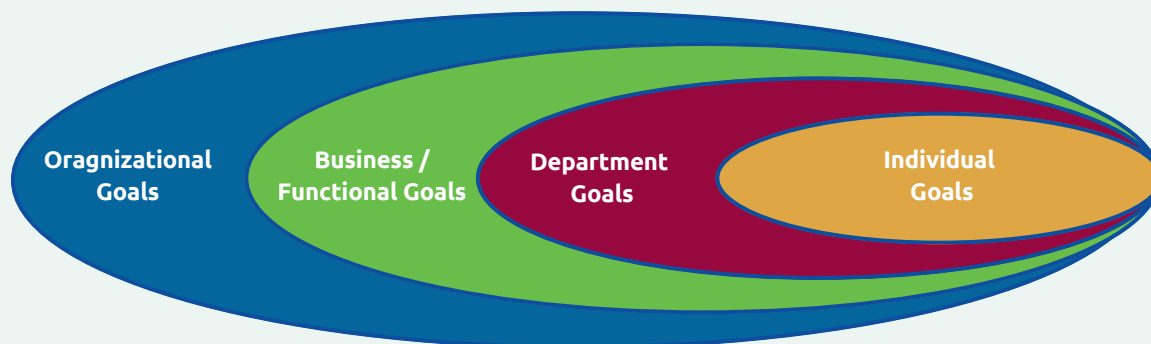 Oragnizational
Goals
Business /
Functional Goals
Department
Goals
Individual
Goals